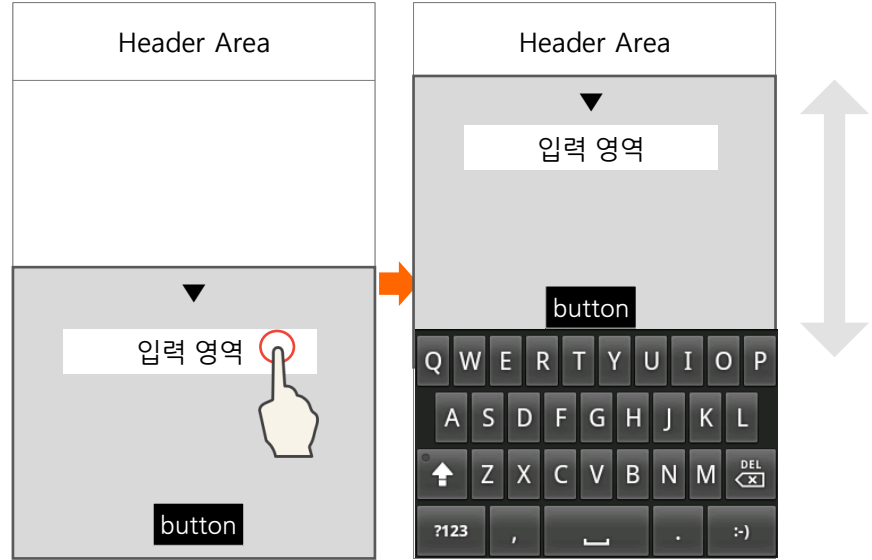 Header Area
▼
입력 영역
button
Header Area
▼
입력 영역
button
Q W E R T Y U I O P
A S D F G H J K L
Z X C V B N M DEL
?123 , . :-)